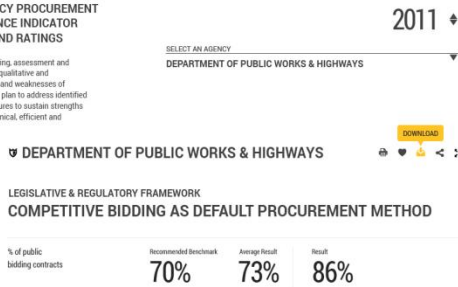 CY PROCUREMENT
CE INDICATOR
ND RATINGS
2011
ing, assessment and
qualitative and
and weaknesses of
plan to address identified
ures to sustain strengths
mical, efficient and
SELECT AN AGENCY
DEPARTMENT OF PUBLIC WORKS & HIGHWAYS
DOWNLOAD
DEPARTMENT OF PUBLIC WORKS & HIGHWAYS
LEGISLATIVE & REGULATORY FRAMEWORK
COMPETITIVE BIDDING AS DEFAULT PROCUREMENT METHOD
% of public
bidding contracts
Recommended Benchmark Average Result Result
70% 73% 86%